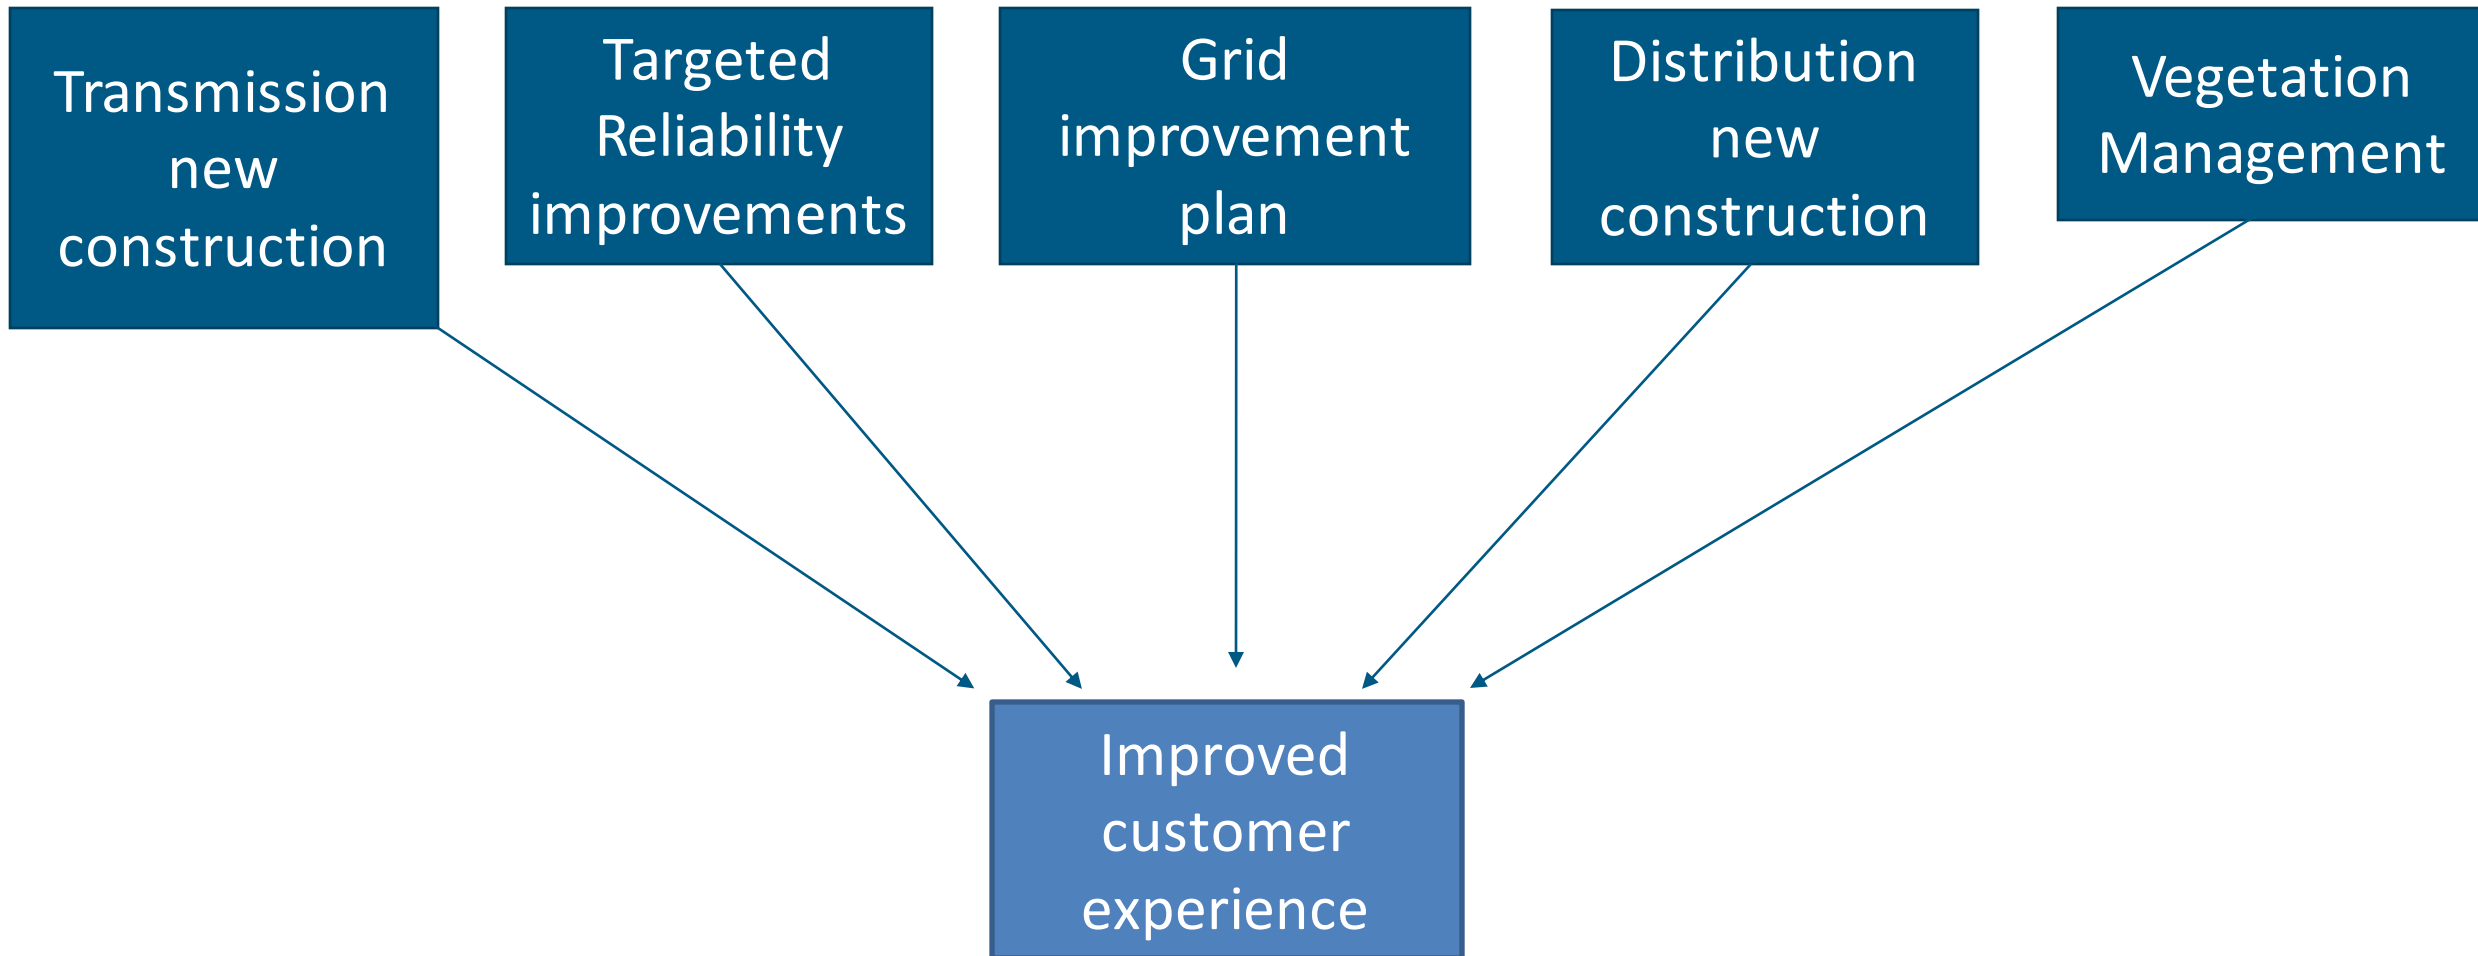 Transmission
new
construction
Targeted
Reliability
improvements
Grid
improvement
plan
Distribution
new
construction
Vegetation
Management
Improved
customer
experience